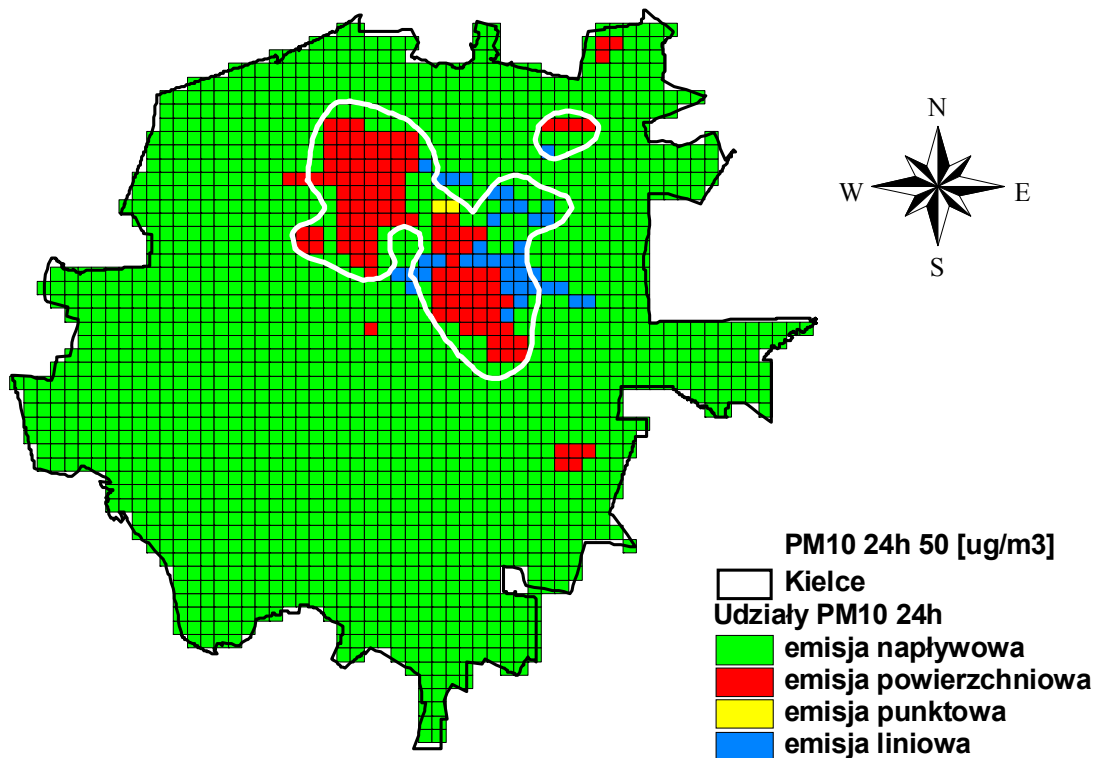 N
W
E
S
PM10 24h 50 [ug/m3]
Kielce
Udziały PM10 24h
emisja napływowa
emisja powierzchniowa
emisja punktowa
emisja liniowa